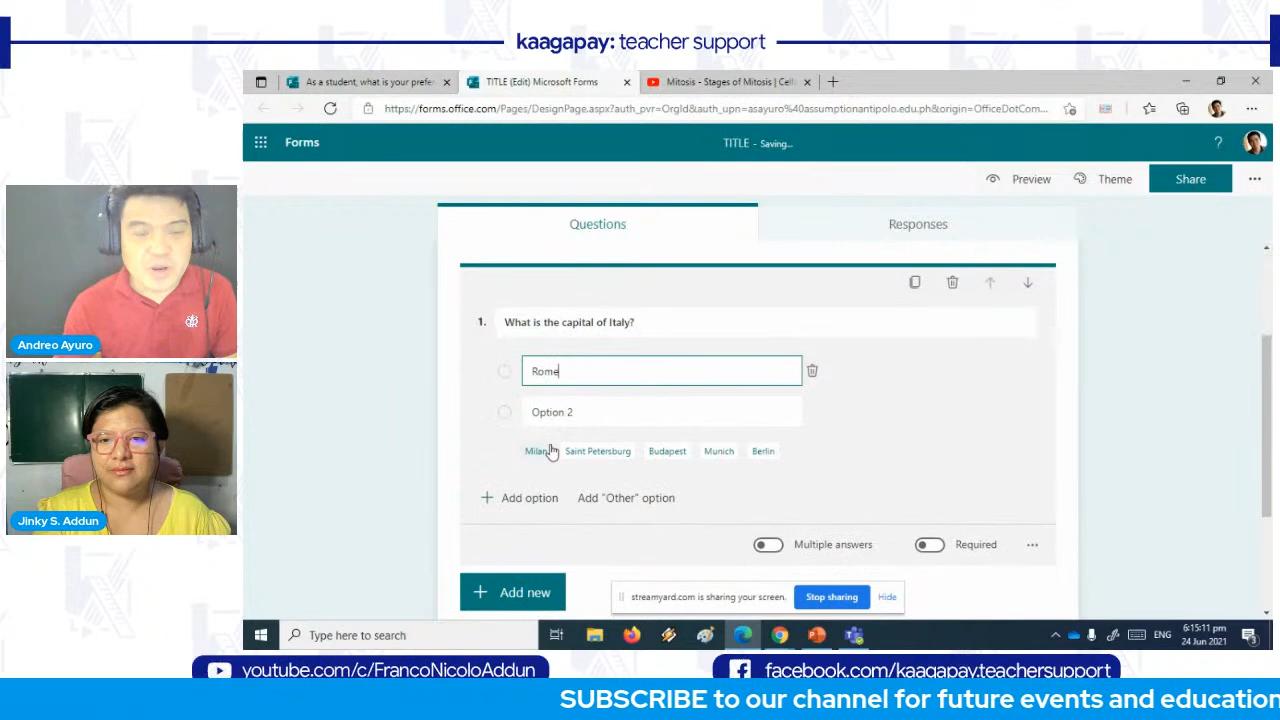 kaagapay: teacher support
As a student, what is your prefe
TITLE (Edit) Microsoft Forms
Mitosis - Stages of Mitosis | Cell
https://forms.office.com/Pages/DesignPage.aspx?auth_pvr=OrgId&auth_upn=asayuro%40assumptionantipolo.edu.ph&origin=OfficeDotCom...
Forms
TITLE - Saving...
?
Preview
Theme
Share
Questions
Responses
1. What is the capital of Italy?
Rome
Option 2
Milan
Saint Petersburg
Budapest
Munich
Berlin
Add option
Add "Other" option
Multiple answers
Required
Add new
streamyard.com is sharing your screen.
Stop sharing
Hide
Andreo Ayuro
Jinky S. Addun
Type here to search
ENG
6:15:11 pm
24 Jun 2021
3
youtube.com/c/FrancoNicoloAddun
facebook.com/kaagapay.teachersupport
SUBSCRIBE to our channel for future events and education